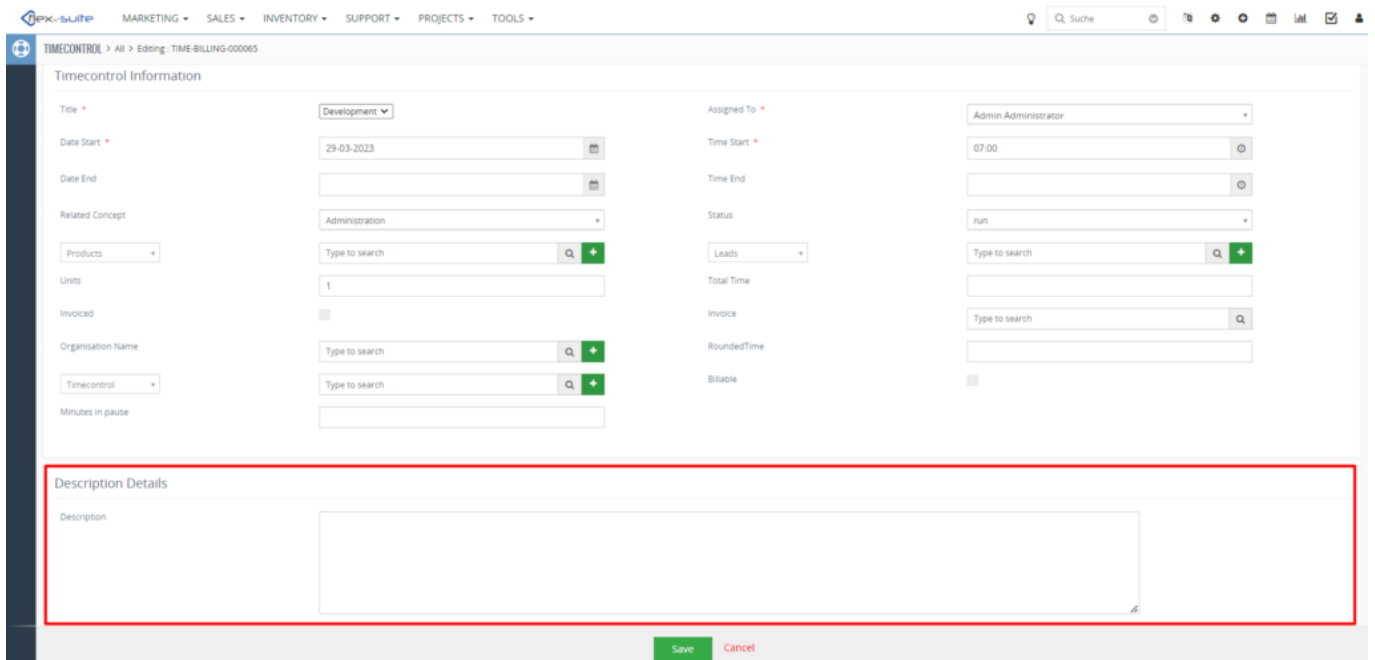 flex-suite MARKETING SALES INVENTORY SUPPORT PROJECTS TOOLS Suche
TIMECONTROL > All > Editing : TIME-BILLING-000065
Timecontrol Information
Title * Development Assigned To * Admin Administrator
Date Start * 29-03-2023 Time Start * 07:00
Date End Time End
Related Concept Administration Status run
Products Type to search Leads Type to search
Units 1 Total Time
Invoiced Invoice Type to search
Organisation Name Type to search RoundedTime
Timecontrol Type to search Billable
Minutes in pause
Description Details
Description
Save Cancel